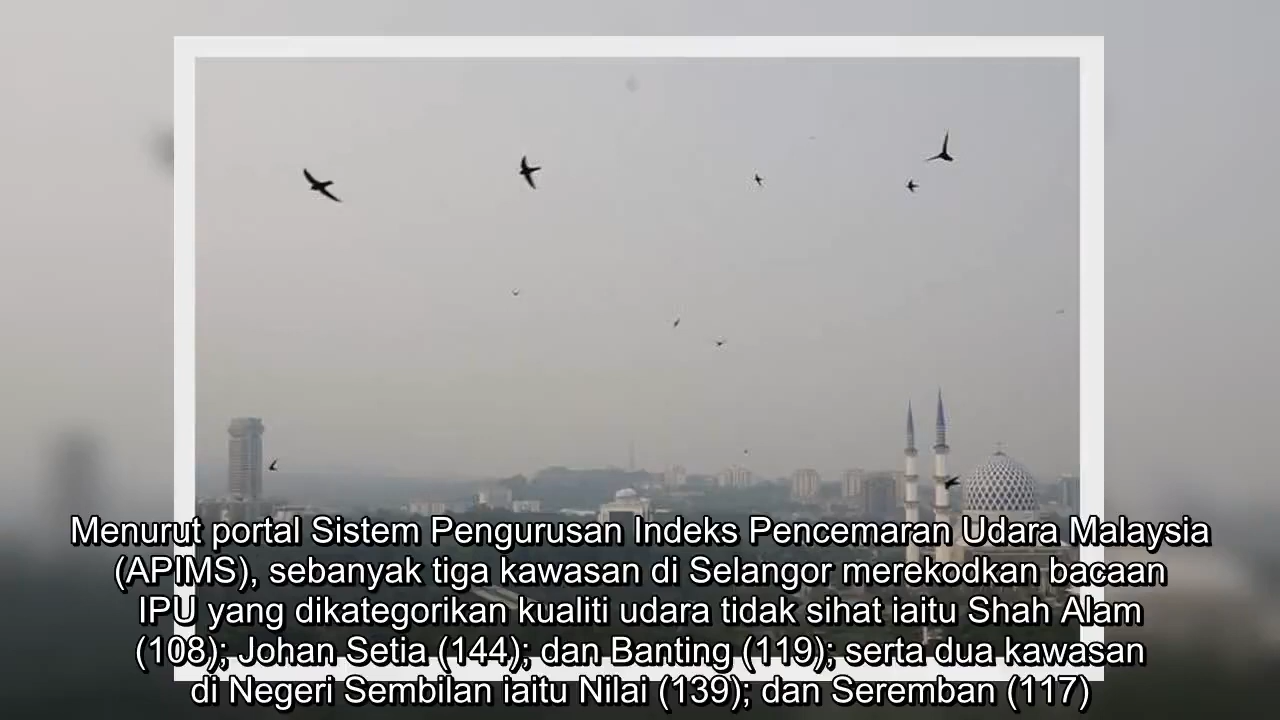 Menurut portal Sistem Pengurusan Indeks Pencemaran Udara Malaysia
(APIMS), sebanyak tiga kawasan di Selangor merekodkan bacaan
IPU yang dikategorikan kualiti udara tidak sihat iaitu Shah Alam
(108); Johan Setia (144); dan Banting (119); serta dua kawasan
di Negeri Sembilan iaitu Nilai (139); dan Seremban (117)